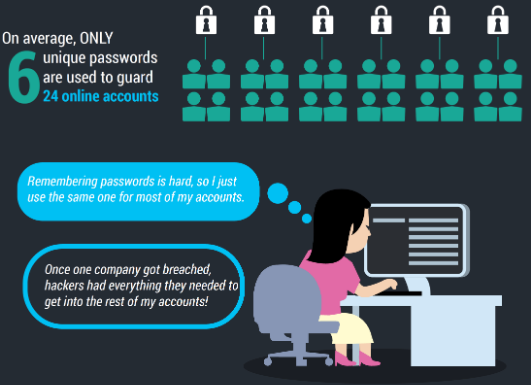 On average, ONLY
6 unique passwords
are used to guard
24 online accounts
Remembering passwords is hard, so I just
use the same one for most of my accounts.
Once one company got breached,
hackers had everything they needed to
get into the rest of my accounts!